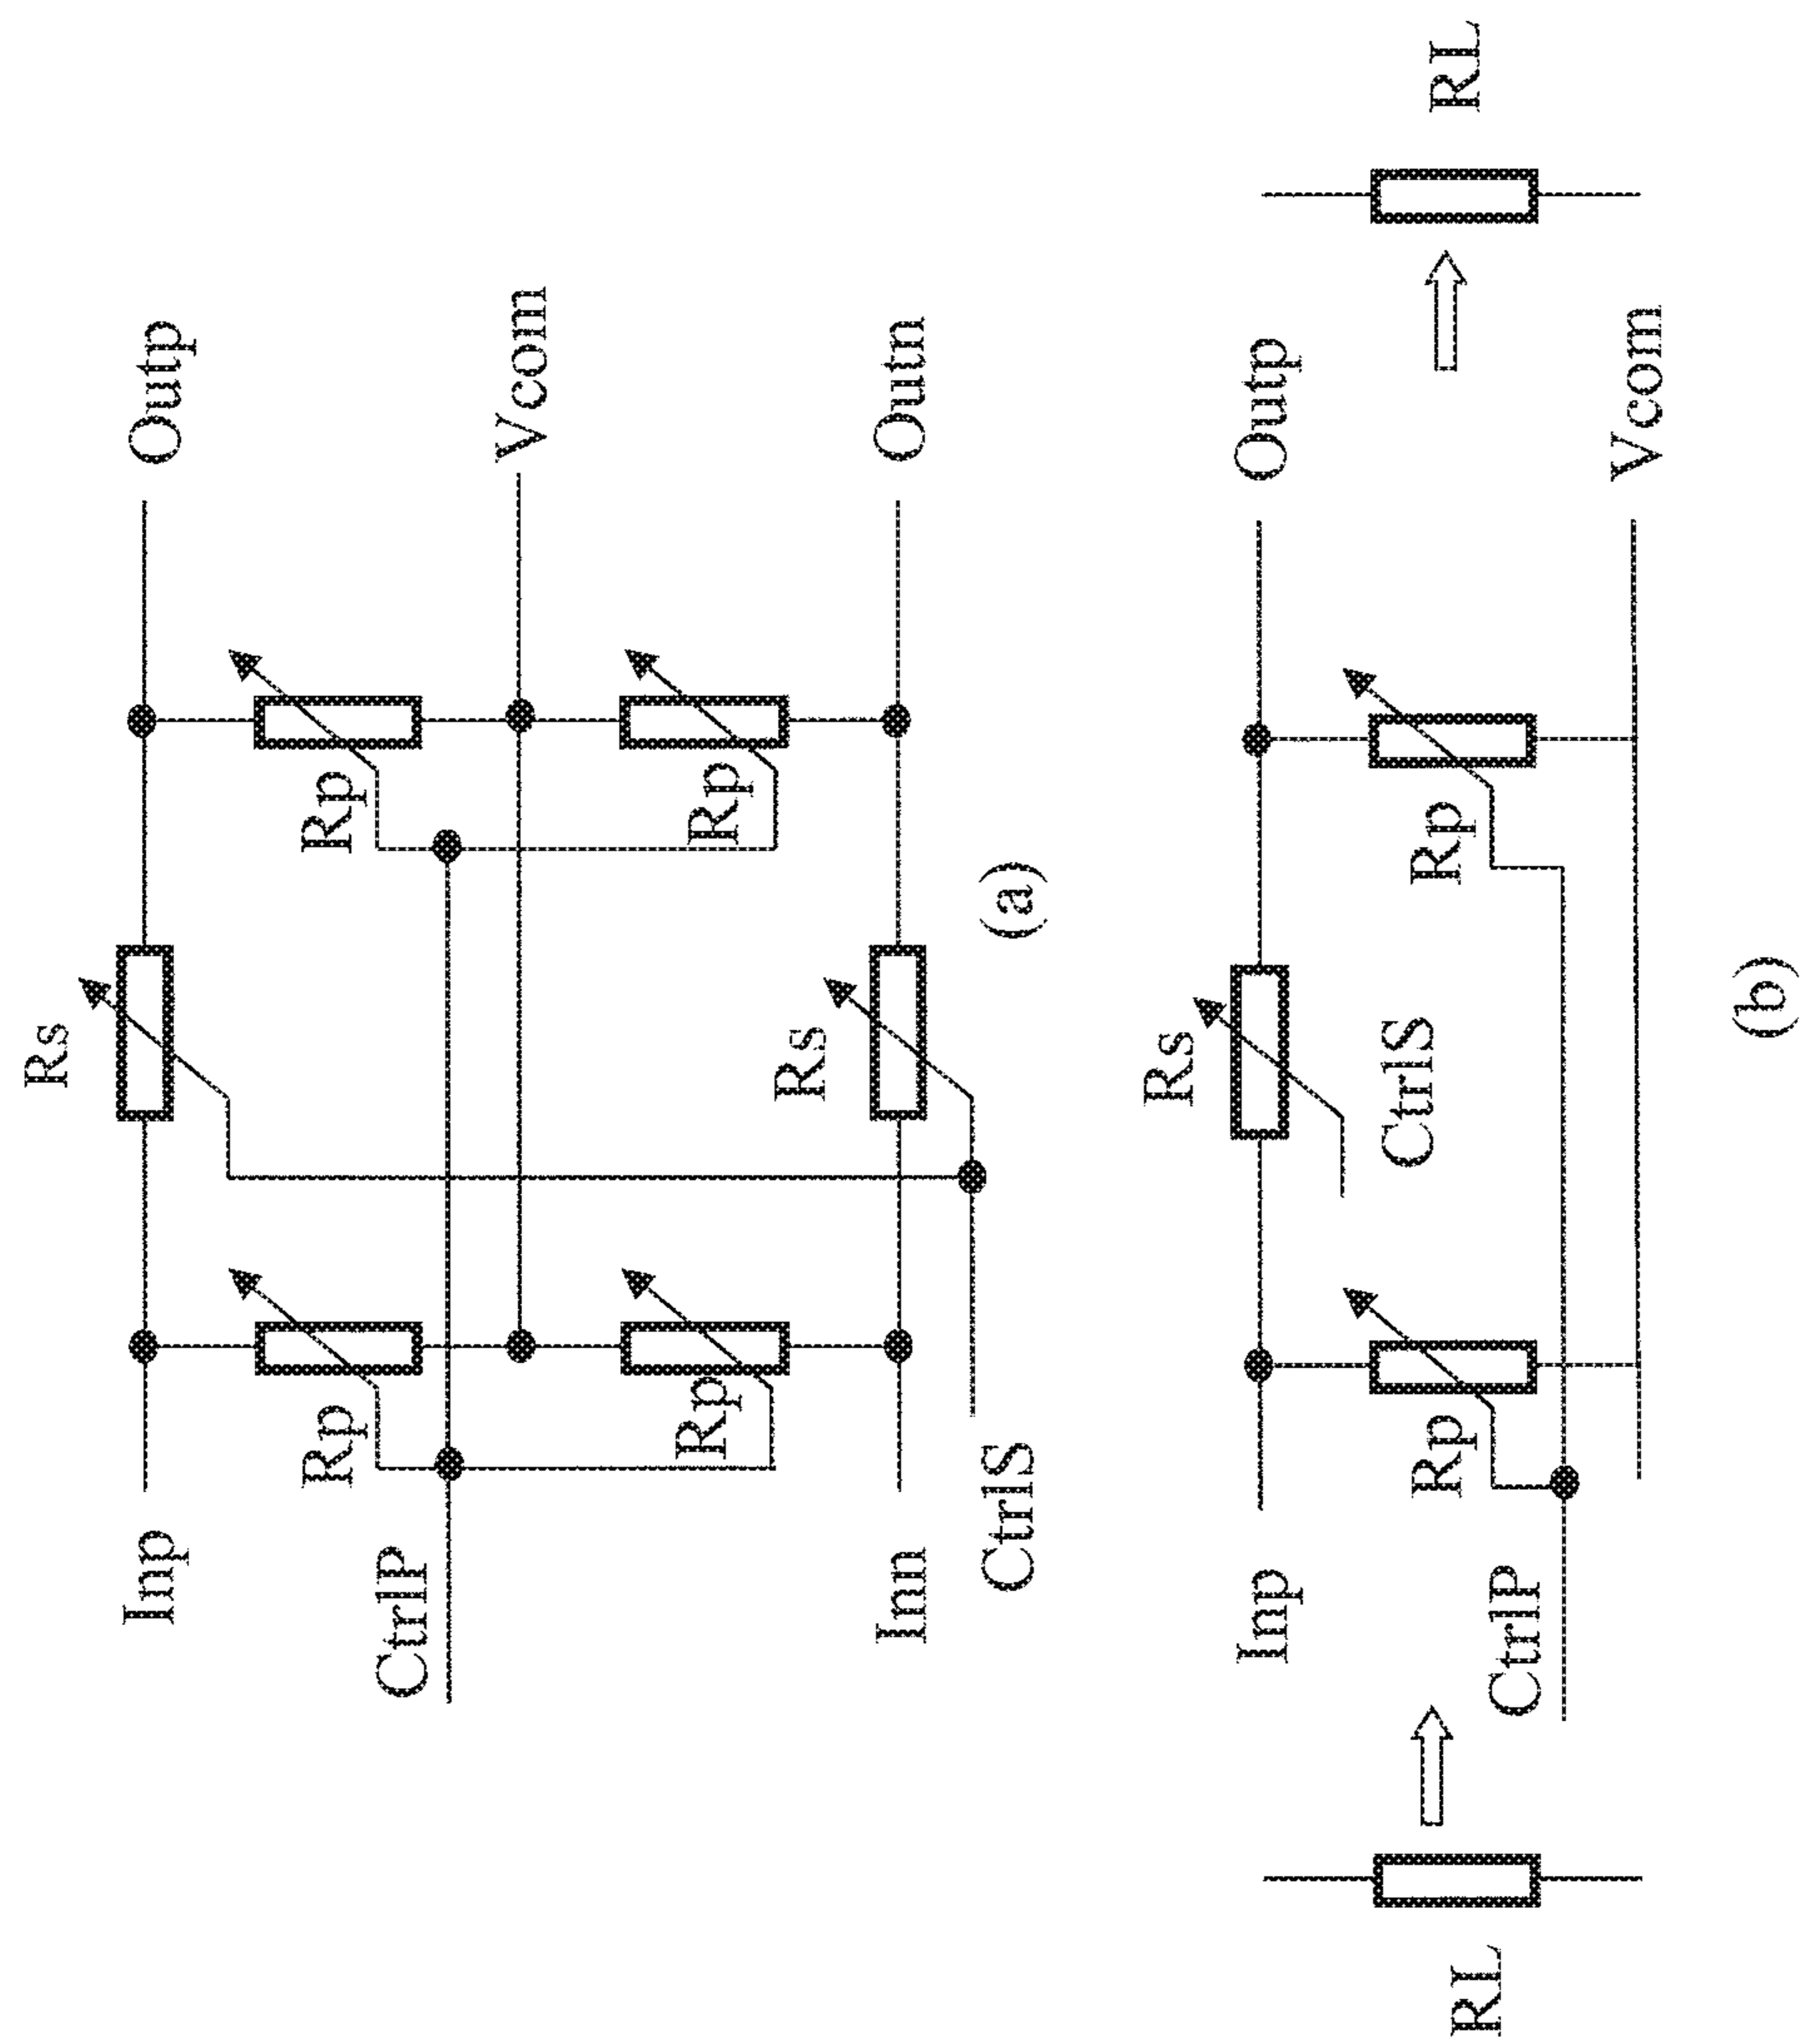 Rs
Inp
Outp
Rp
Rp
CtrlP
Vcom
Rp
Rp
Rs
Inn
Outn
CtrlS
(a)
Rs
Inp
Outp
CtrlS
RL
Rp
Rp
RL
CtrlP
Vcom
(b)